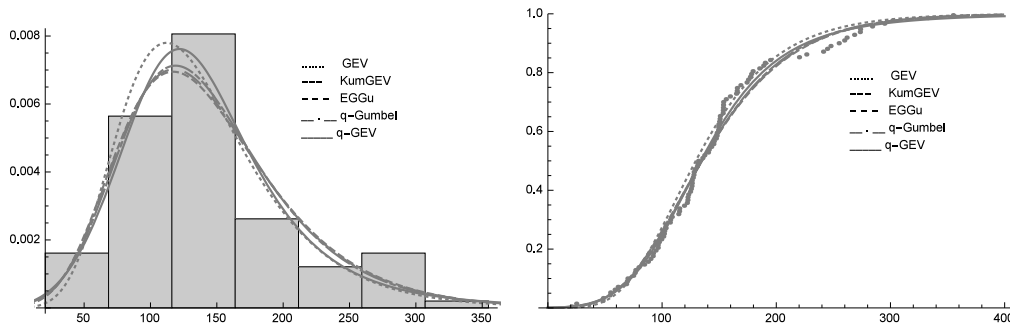 0.008
0.006
0.004
0.002
50 100 150 200 250 300 350
GEV
KumGEV
EGGu
q-Gumbel
q-GEV
1.0
0.8
0.6
0.4
0.2
100 200 300 400
GEV
KumGEV
EGGu
q-Gumbel
q-GEV